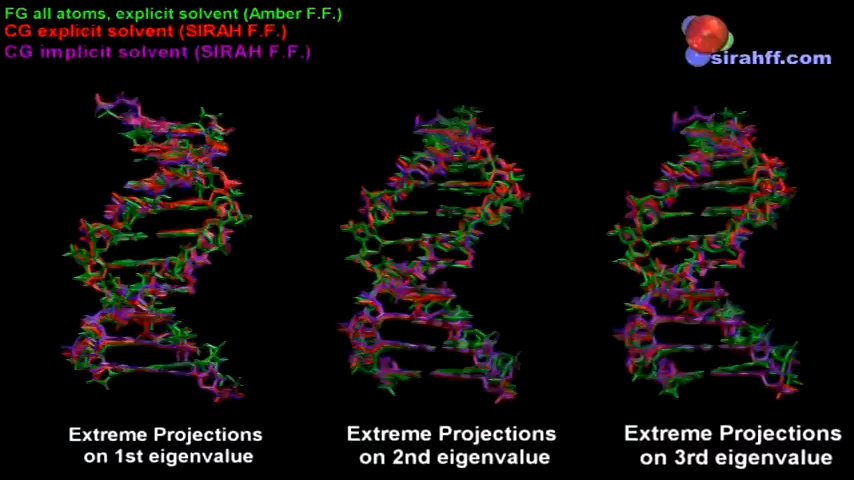 FG all atoms, explicit solvent (Amber F.F.)
CG explicit solvent (SIRAH F.F.)
CG implicit solvent (SIRAH F.F.)
sirahff.com
Extreme Projections
on 1st eigenvalue
Extreme Projections
on 2nd eigenvalue
Extreme Projections
on 3rd eigenvalue